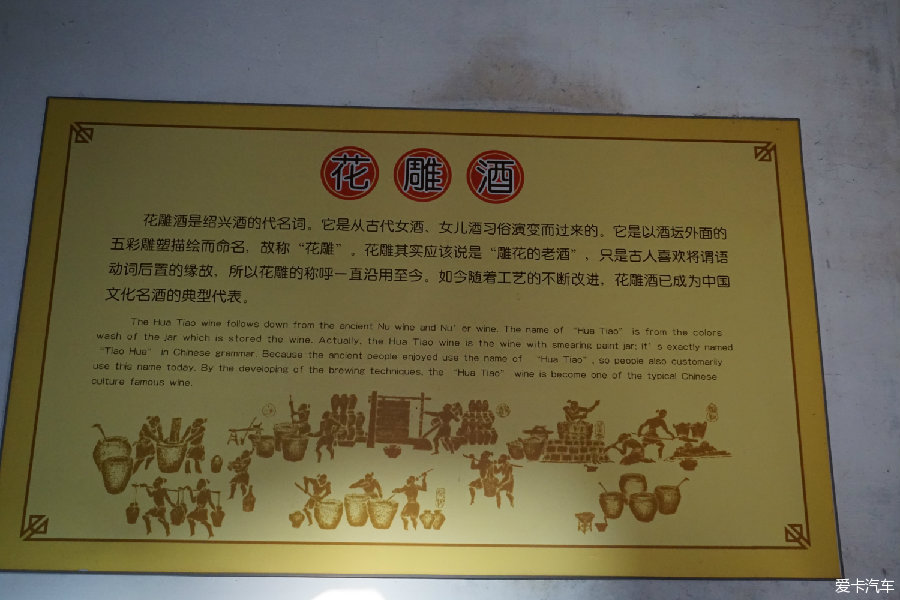 花雕酒
花雕酒是绍兴酒的代名词。它是从古代女酒、女儿酒习俗演变而过来的。它是以酒坛外面的
五彩雕塑描绘而命名，故称“花雕”。花雕其实应该说是“雕花的老酒”，只是古人喜欢将谓语
动词后置的缘故，所以花雕的称呼一直沿用至今。如今随着工艺的不断改进，花雕酒已成为中国
文化名酒的典型代表。
The Hua Tiao wine follows down from the ancient Nu wine and Nu’er wine. The name of “Hua Tiao” is from the colors
wash of the jar which is stored the wine. Actually, the Hua Tiao wine is the wine with smearing paint jar; it’s exactly named
“Tiao Hua” in Chinese grammar. Because the ancient people enjoyed use the name of “Hua Tiao”, so people also customarily
use this name today. By the developing of the brewing techniques, the “Hua Tiao” wine is become one of the typical Chinese
culture famous wine.
爱卡汽车